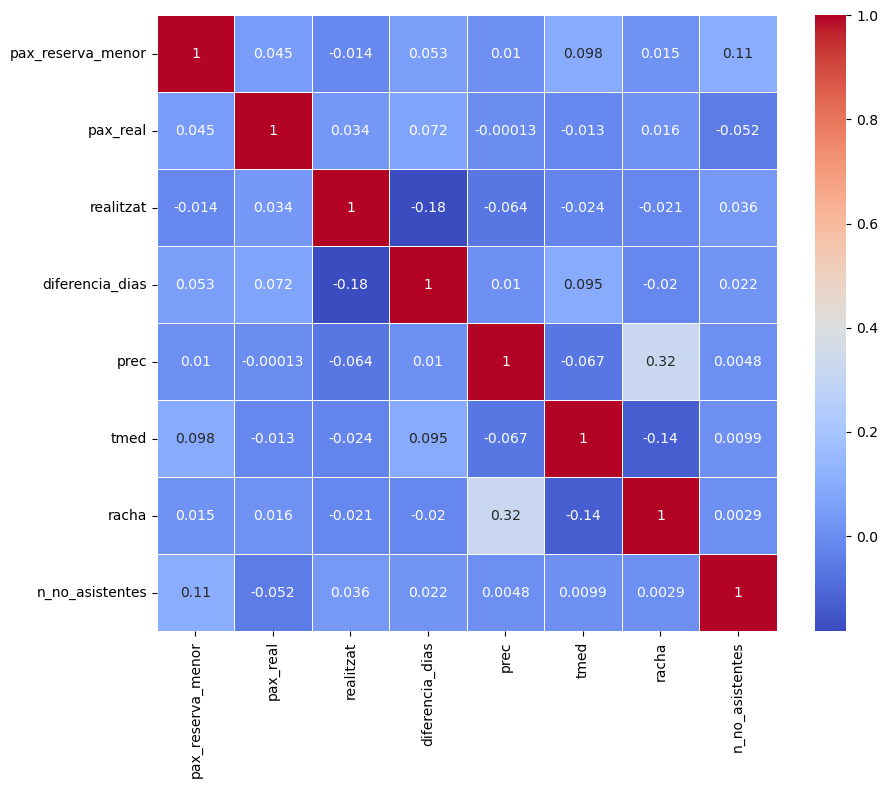 pax_reserva_menor 1 0.045 -0.014 0.053 0.01 0.098 0.015 0.11
pax_real 0.045 1 0.034 0.072 -0.00013 -0.013 0.016 -0.052
realitzat -0.014 0.034 1 -0.18 -0.064 -0.024 -0.021 0.036
diferencia_dias 0.053 0.072 -0.18 1 0.01 0.095 -0.02 0.022
prec 0.01 -0.00013 -0.064 0.01 1 -0.067 0.32 0.0048
tmed 0.098 -0.013 -0.024 0.095 -0.067 1 -0.14 0.0099
racha 0.015 0.016 -0.021 -0.02 0.32 -0.14 1 0.0029
n_no_asistentes 0.11 -0.052 0.036 0.022 0.0048 0.0099 0.0029 1
pax_reserva_menor
pax_real
realitzat
diferencia_dias
prec
tmed
racha
n_no_asistentes
1.0
0.8
0.6
0.4
0.2
0.0